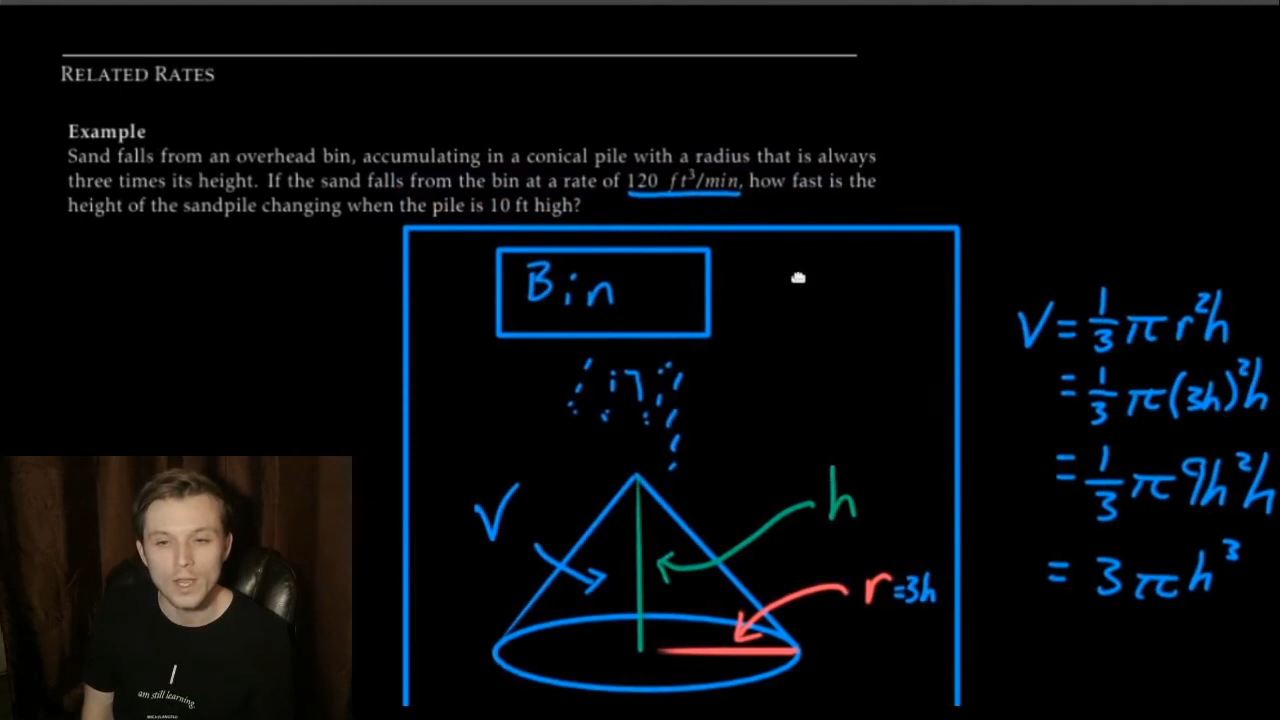 RELATED RATES
Example
Sand falls from an overhead bin, accumulating in a conical pile with a radius that is always
three times its height. If the sand falls from the bin at a rate of 120 ft³/min, how fast is the
height of the sandpile changing when the pile is 10 ft high?
Bin
V = 1/3 π r²h
= 1/3 π(3h)²h
= 1/3 π 9h²h
= 3πh³
V
h
r=3h
I
am still learning.